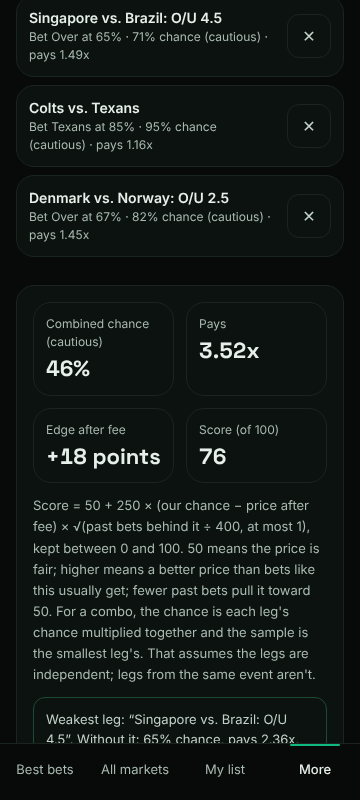 Singapore vs. Brazil: O/U 4.5
Bet Over at 65% · 71% chance (cautious) ·
pays 1.49x
✕
Colts vs. Texans
Bet Texans at 85% · 95% chance
(cautious) · pays 1.16x
✕
Denmark vs. Norway: O/U 2.5
Bet Over at 67% · 82% chance (cautious) ·
pays 1.45x
✕
Combined chance
(cautious)
46%
Pays
3.52x
Edge after fee
+18 points
Score (of 100)
76
Score = 50 + 250 × (our chance − price after
fee) × √(past bets behind it ÷ 400, at most 1),
kept between 0 and 100. 50 means the price is
fair; higher means a better price than bets like
this usually get; fewer past bets pull it toward
50. For a combo, the chance is each leg's
chance multiplied together and the sample is
the smallest leg's. That assumes the legs are
independent; legs from the same event aren't.
Weakest leg: “Singapore vs. Brazil: O/U
4.5”. Without it: 65% chance, pays 2.36x,
Best bets
All markets
My list
More